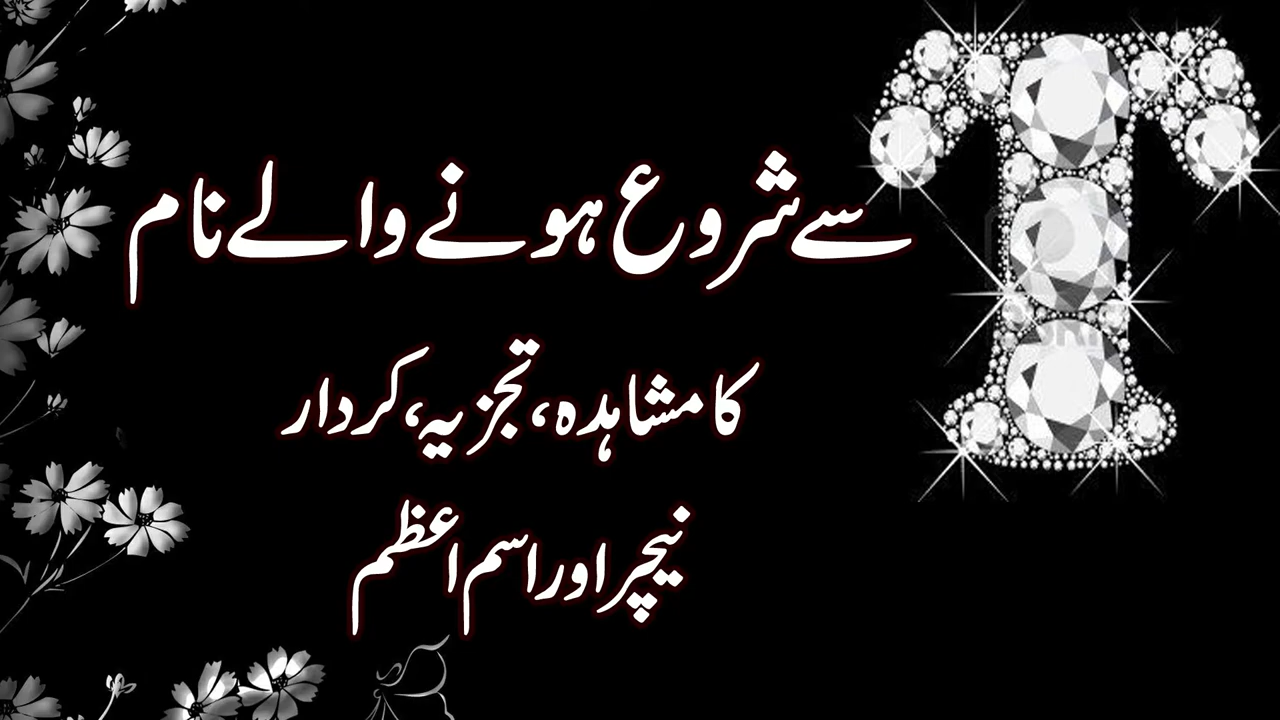 T سے شروع ہونے والے نام
کا مشاہدہ، تجزیہ، کردار
نیچر اور اسم اعظم